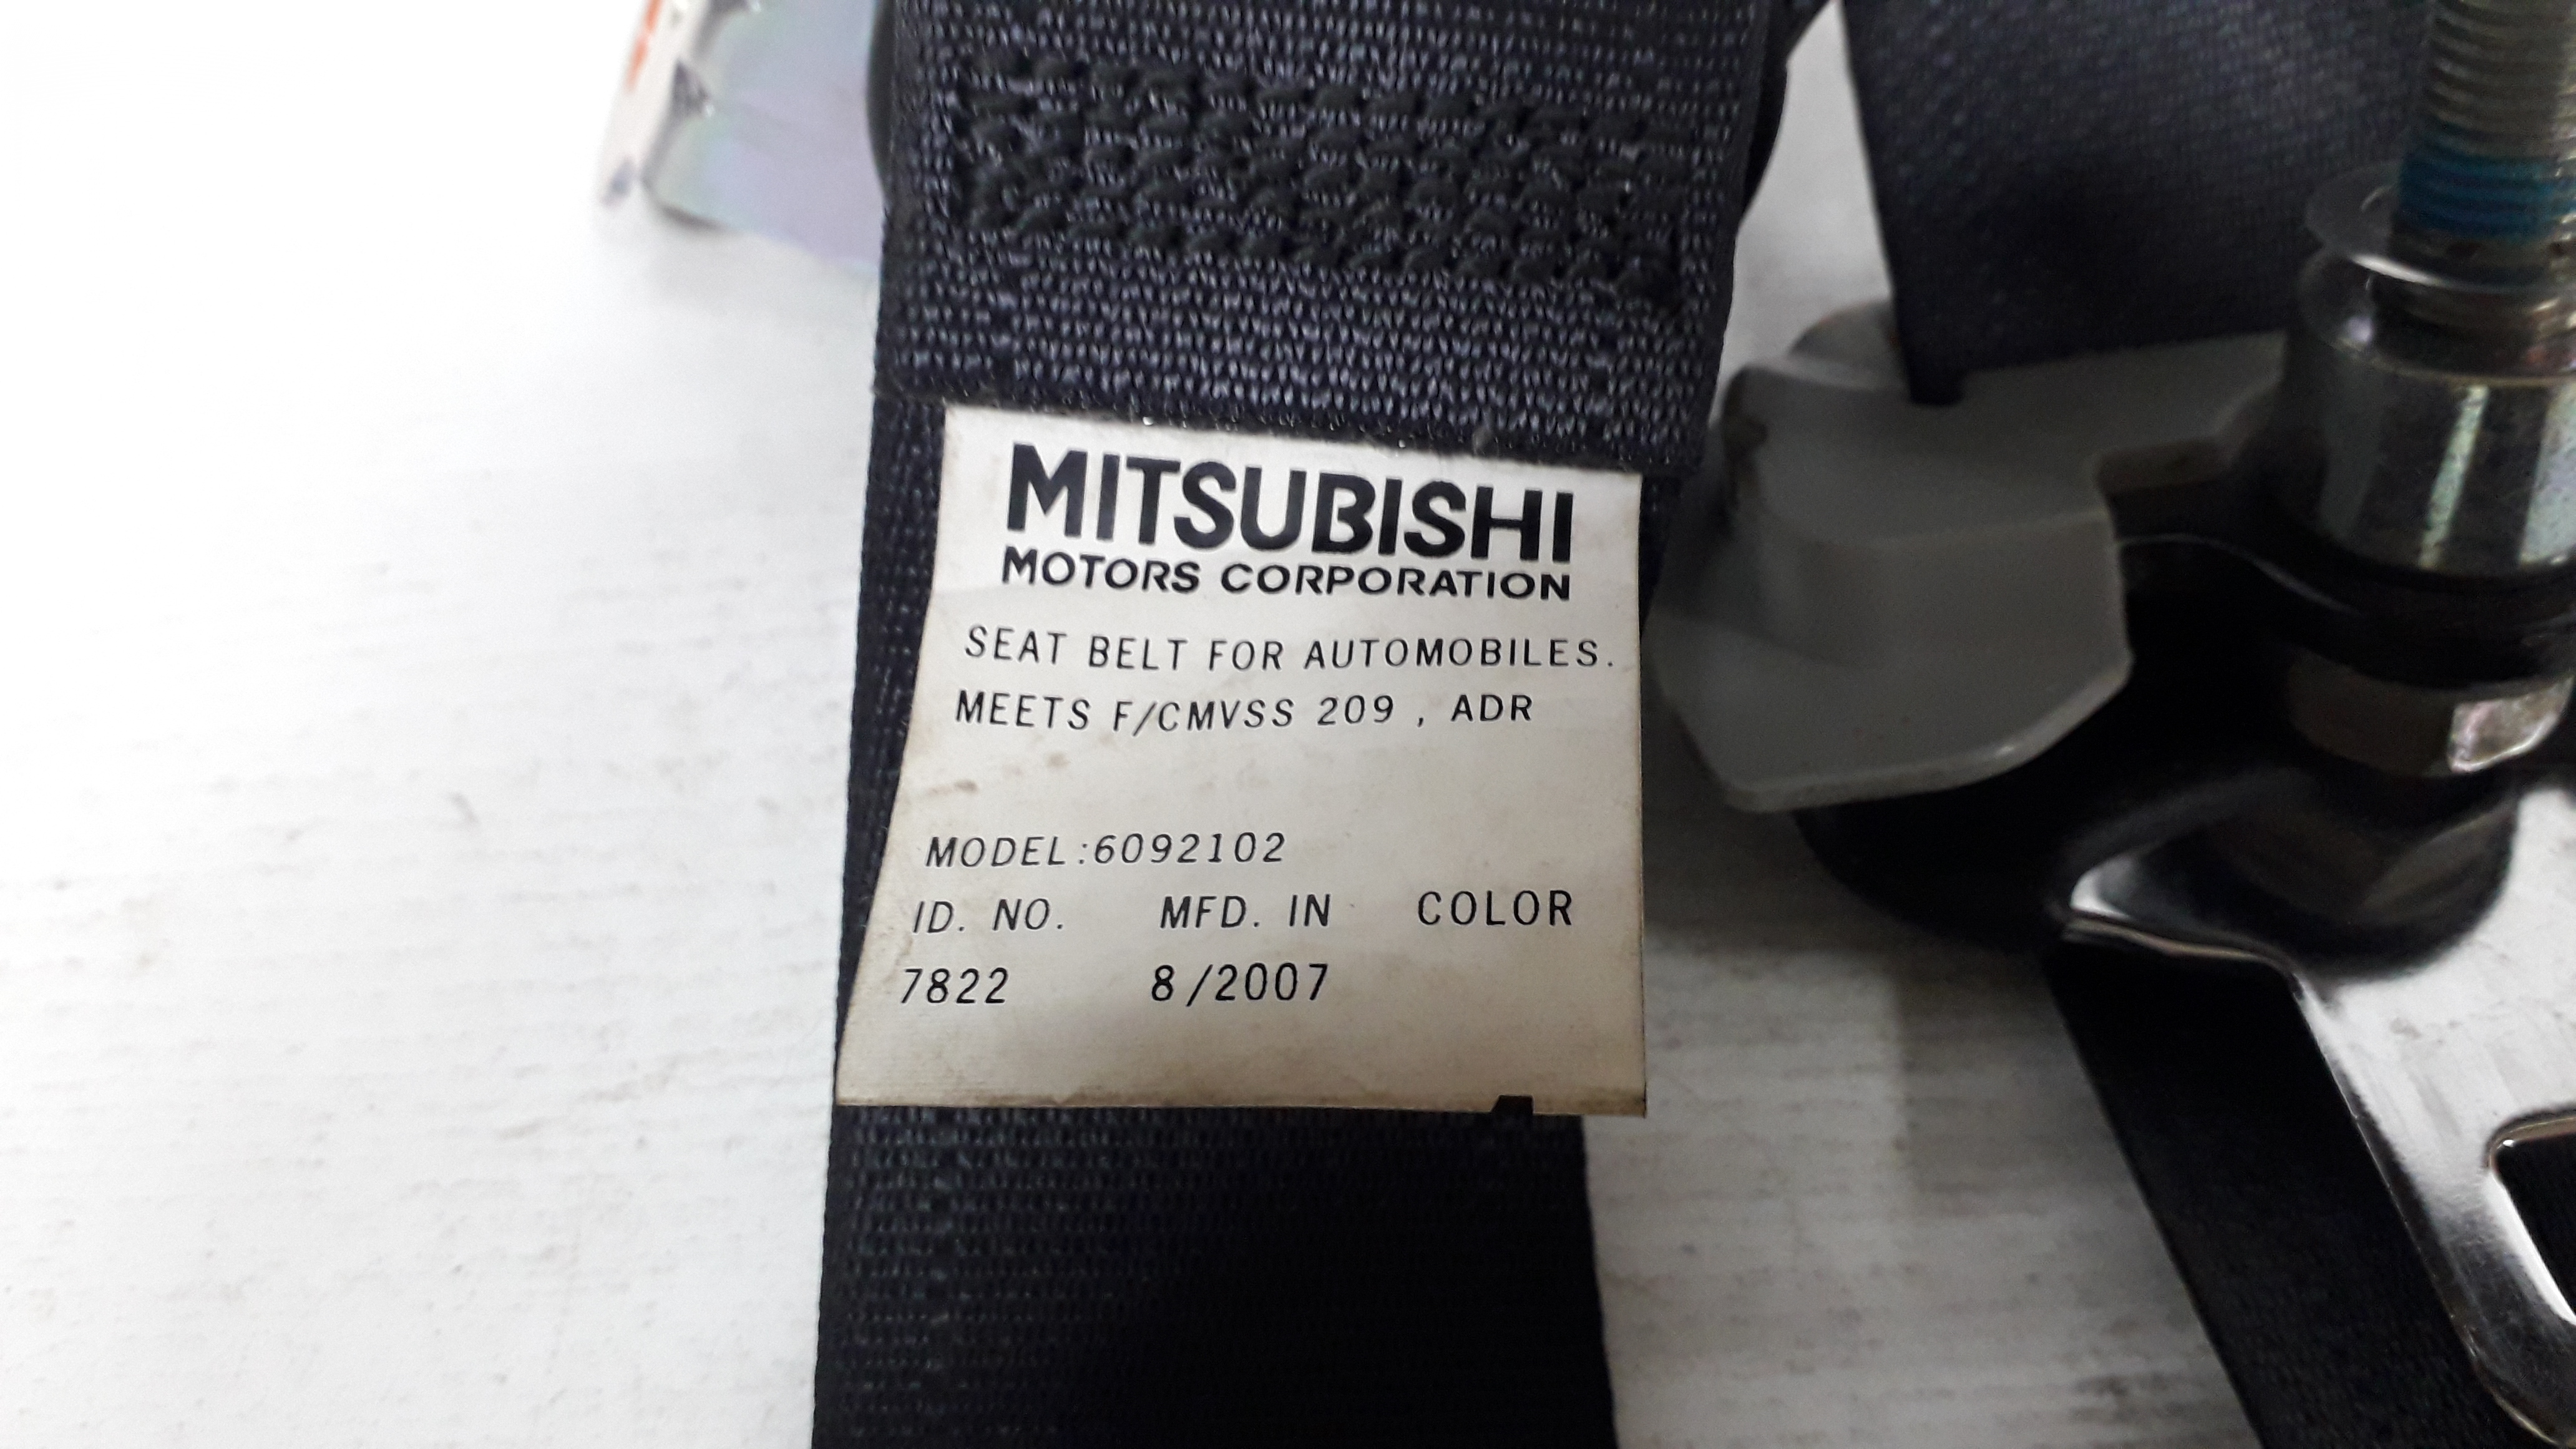 MITSUBISHI
MOTORS CORPORATION
SEAT BELT FOR AUTOMOBILES.
MEETS F/CMVSS 209 , ADR
MODEL:6092102
ID. NO. MFD. IN COLOR
7822 8/2007